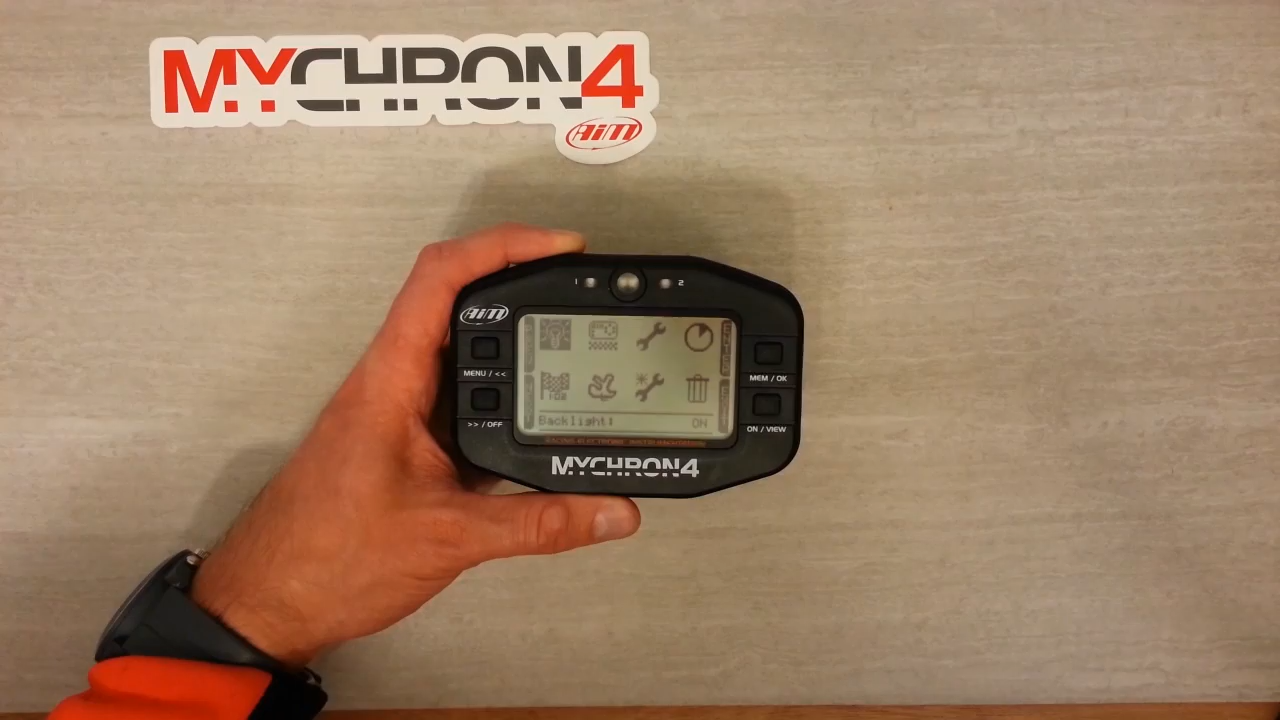 MYCHRON4
AiM
1 2
AiM
MENU / <<
>> / OFF
MEM / OK
ON / VIEW
Backlight: ON
MYCHRON4